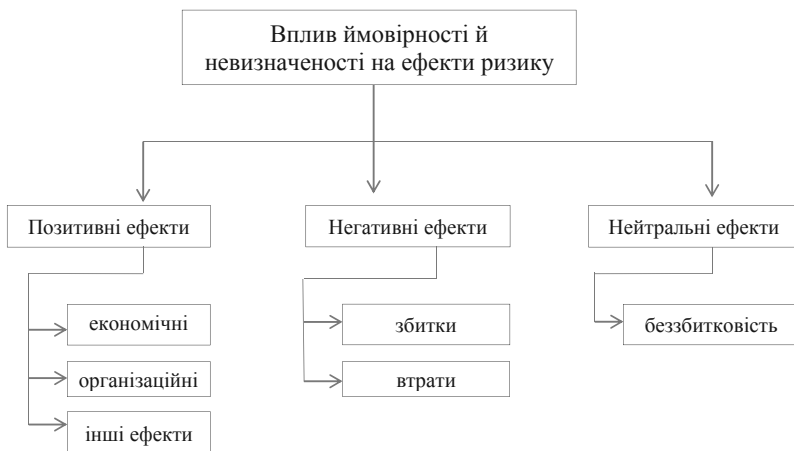 Вплив ймовірності й
невизначеності на ефекти ризику
Позитивні ефекти
Негативні ефекти
Нейтральні ефекти
економічні
організаційні
інші ефекти
збитки
втрати
беззбитковість